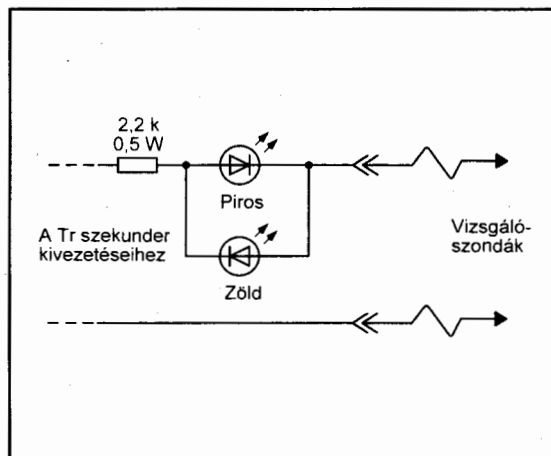 2,2 k
0,5 W
Piros
A Tr szekunder
kivezetéseihez
Vizsgáló-
szondák
Zöld